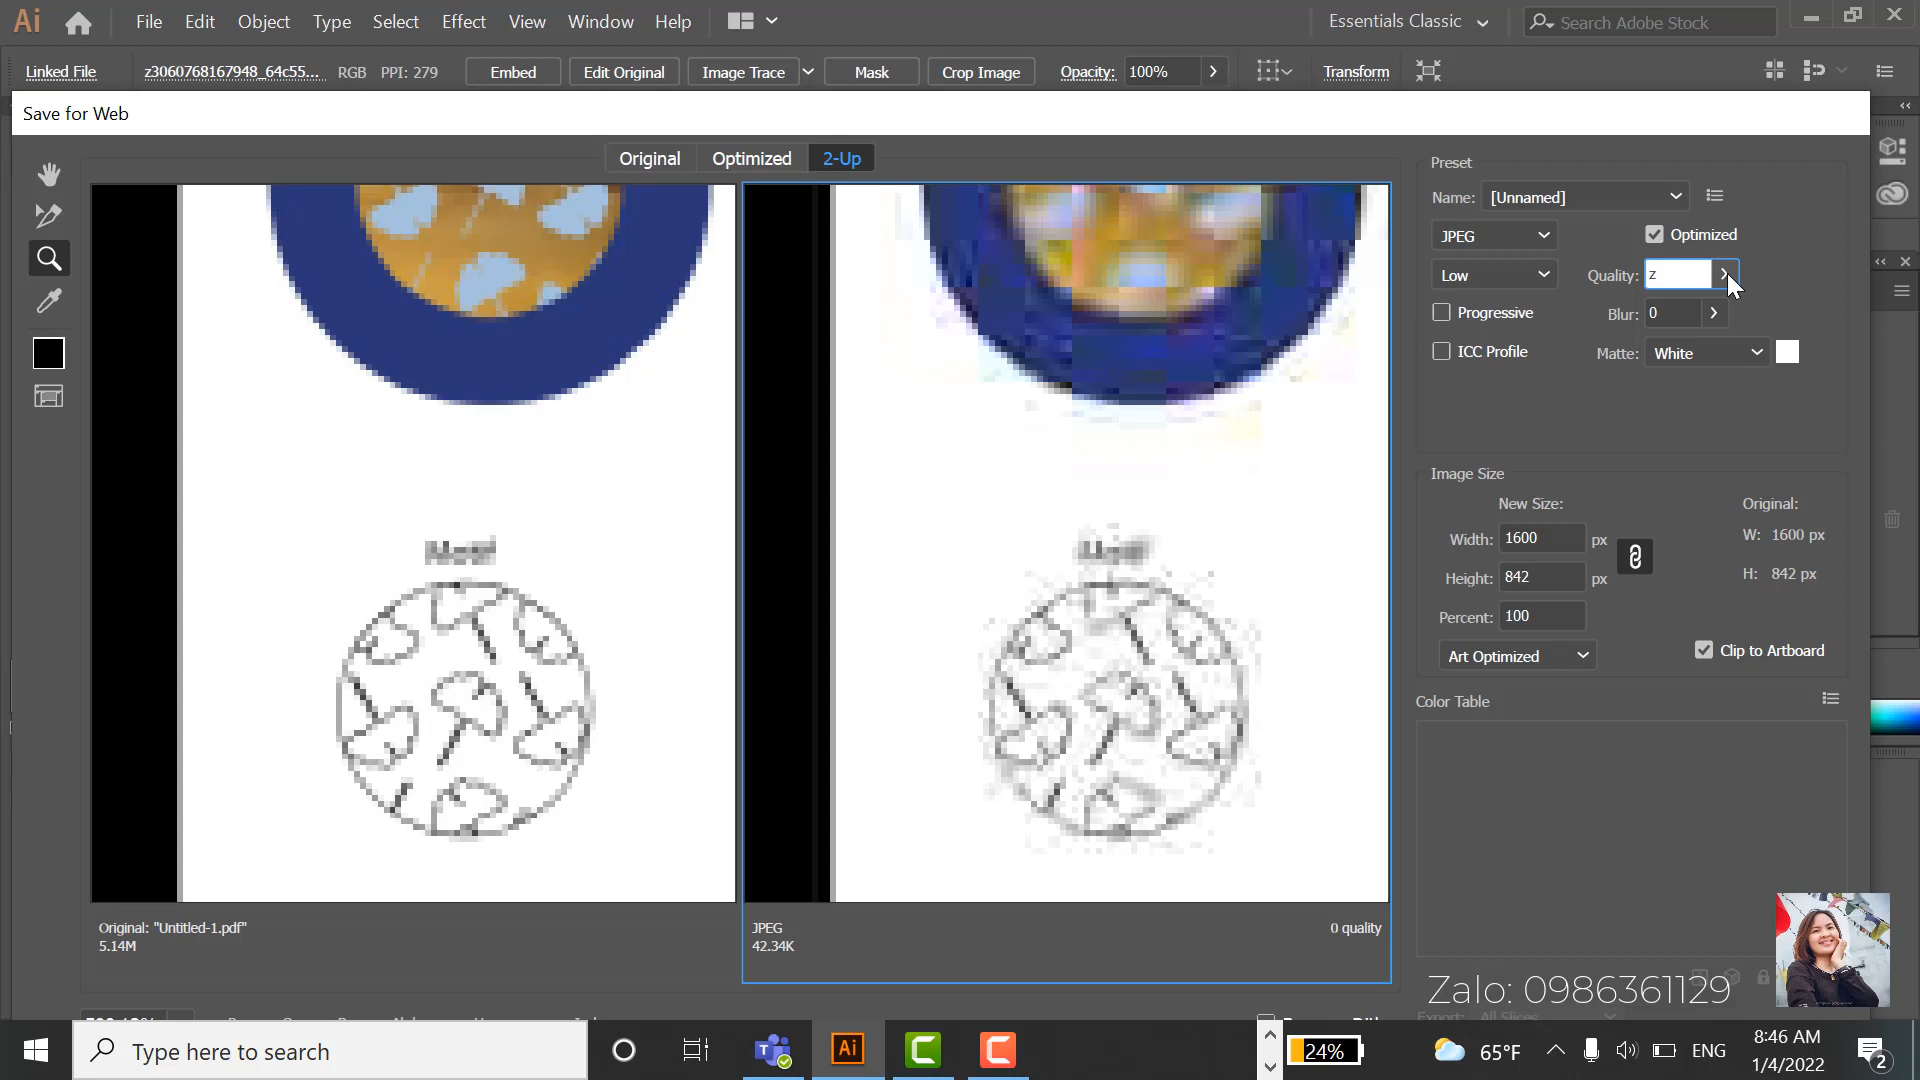 Ai File Edit Object Type Select Effect View Window Help Essentials Classic Search Adobe Stock
Linked File z3060768167948_64c55... RGB PPI: 279 Embed Edit Original Image Trace Mask Crop Image Opacity: 100% Transform
Save for Web
Original Optimized 2-Up
Preset
Name: [Unnamed]
JPEG Optimized
Low Quality: z
Progressive Blur: 0
ICC Profile Matte: White
Image Size
New Size: Original:
Width: 1600 px W: 1600 px
Height: 842 px H: 842 px
Percent: 100
Art Optimized Clip to Artboard
Color Table
Original: "Untitled-1.pdf"
5.14M
JPEG 0 quality
42.34K
Zalo: 0986361129
Export: All Slices
Type here to search
Ai
24%
65°F
ENG
8:46 AM
1/4/2022
2